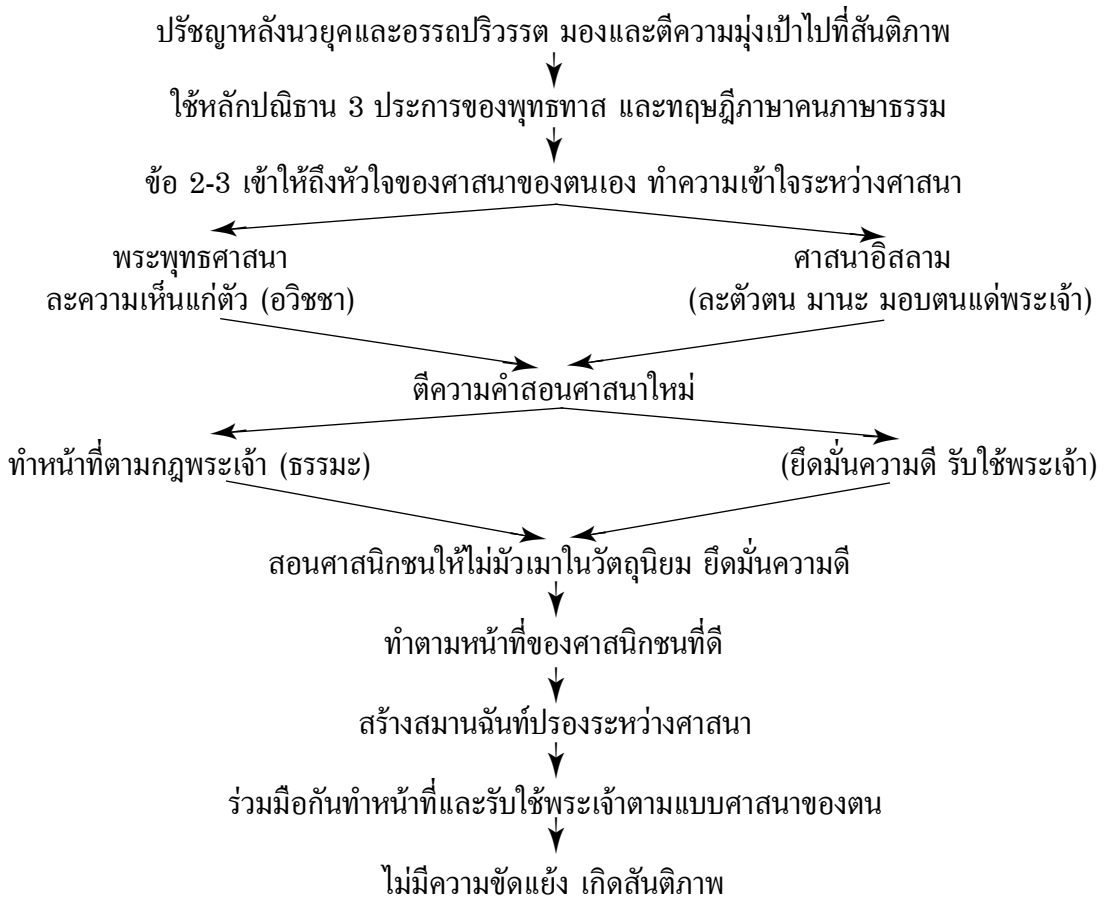 ปรัชญาหลังนวยุคและอรรถปริวรรต มองและตีความมุ่งเป้าไปที่สันติภาพ
ใช้หลักปณิธาน 3 ประการของพุทธทาส และทฤษฎีภาษาคนภาษาธรรม
ข้อ 2-3 เข้าให้ถึงหัวใจของศาสนาของตนเอง ทำความเข้าใจระหว่างศาสนา
พระพุทธศาสนา
ละความเห็นแก่ตัว (อวิชชา)
ศาสนาอิสลาม
(ละตัวตน มานะ มอบตนแด่พระเจ้า)
ตีความคำสอนศาสนาใหม่
ทำหน้าที่ตามกฎพระเจ้า (ธรรมะ)
(ยึดมั่นความดี รับใช้พระเจ้า)
สอนศาสนิกชนให้ไม่มัวเมาในวัตถุนิยม ยึดมั่นความดี
ทำตามหน้าที่ของศาสนิกชนที่ดี
สร้างสมานฉันท์ปรองระหว่างศาสนา
ร่วมมือกันทำหน้าที่และรับใช้พระเจ้าตามแบบศาสนาของตน
ไม่มีความขัดแย้ง เกิดสันติภาพ